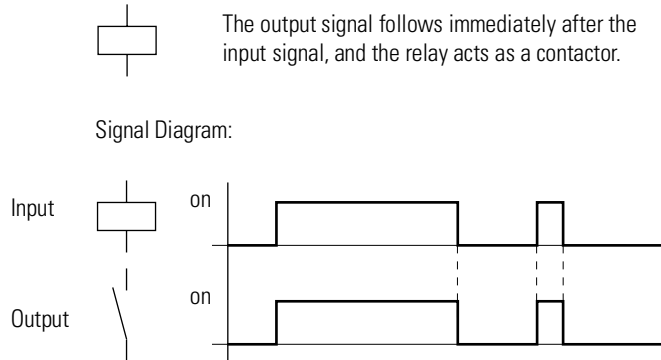 The output signal follows immediately after the
input signal, and the relay acts as a contactor.
Signal Diagram:
Input
on
Output
on